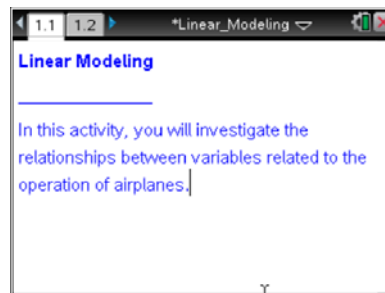 1.1 1.2 *Linear_Modeling
Linear Modeling
In this activity, you will investigate the
relationships between variables related to the
operation of airplanes.